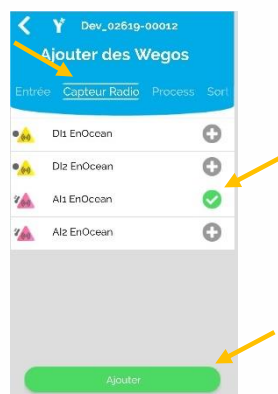 Dev_02619-00012
Ajouter des Wegos
Entrée Capteur Radio Process Sort
DI1 EnOcean
DI2 EnOcean
AI1 EnOcean
AI2 EnOcean
Ajouter